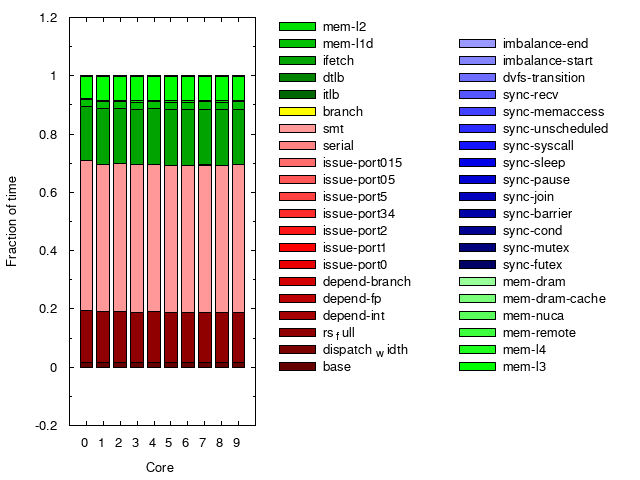 1.2
1
0.8
0.6
0.4
0.2
0
-0.2
Fraction of time
0 1 2 3 4 5 6 7 8 9
Core
mem-l2
mem-l1d
ifetch
dtlb
itlb
branch
smt
serial
issue-port015
issue-port05
issue-port5
issue-port34
issue-port2
issue-port1
issue-port0
depend-branch
depend-fp
depend-int
rs_full
dispatch_width
base
imbalance-end
imbalance-start
dvfs-transition
sync-recv
sync-memaccess
sync-unscheduled
sync-syscall
sync-sleep
sync-pause
sync-join
sync-barrier
sync-cond
sync-mutex
sync-futex
mem-dram
mem-dram-cache
mem-nuca
mem-remote
mem-l4
mem-l3